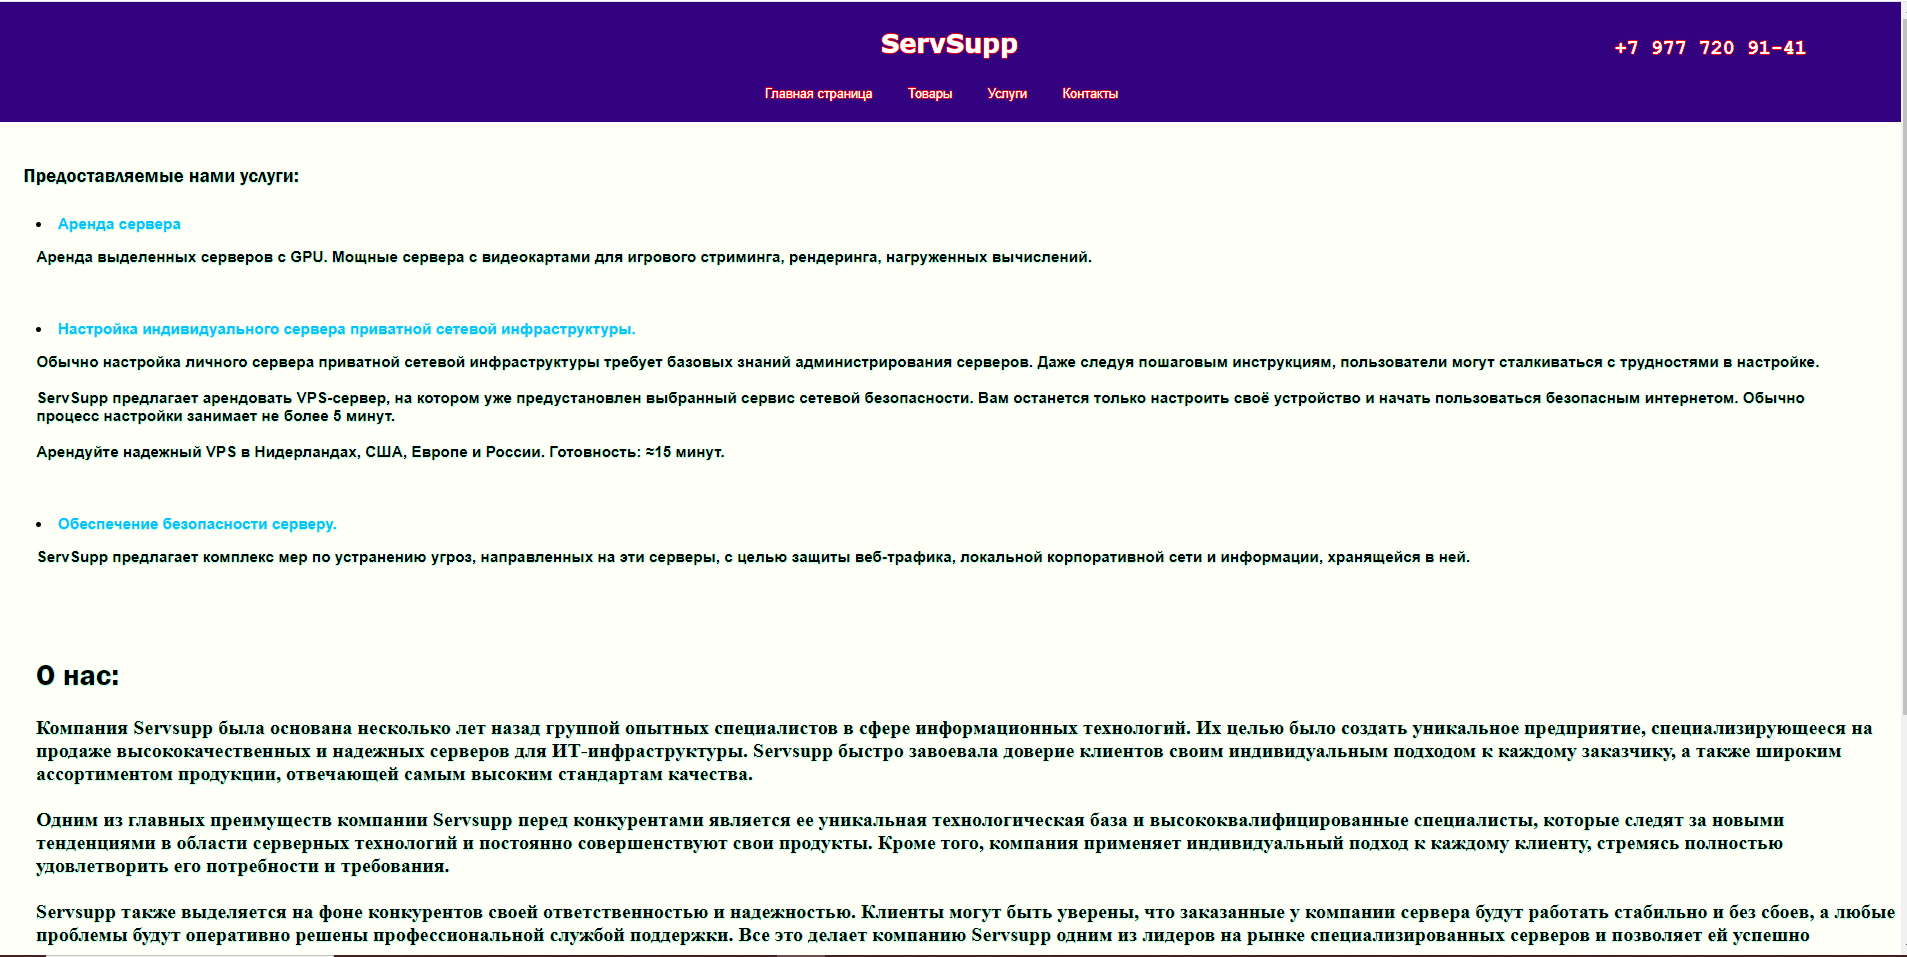 ServSupp
+7 977 720 91-41
Главная страница Товары Услуги Контакты
Предоставляемые нами услуги:
Аренда сервера
Аренда выделенных серверов с GPU. Мощные сервера с видеокартами для игрового стриминга, рендеринга, нагруженных вычислений.
Настройка индивидуального сервера приватной сетевой инфраструктуры.
Обычно настройка личного сервера приватной сетевой инфраструктуры требует базовых знаний администрирования серверов. Даже следуя пошаговым инструкциям, пользователи могут сталкиваться с трудностями в настройке.
ServSupp предлагает арендовать VPS-сервер, на котором уже предустановлен выбранный сервис сетевой безопасности. Вам останется только настроить своё устройство и начать пользоваться безопасным интернетом. Обычно
процесс настройки занимает не более 5 минут.
Арендуйте надежный VPS в Нидерландах, США, Европе и России. Готовность: ≈15 минут.
Обеспечение безопасности серверу.
ServSupp предлагает комплекс мер по устранению угроз, направленных на эти серверы, с целью защиты веб-трафика, локальной корпоративной сети и информации, хранящейся в ней.
О нас:
Компания Servsupp была основана несколько лет назад группой опытных специалистов в сфере информационных технологий. Их целью было создать уникальное предприятие, специализирующееся на
продаже высококачественных и надежных серверов для ИТ-инфраструктуры. Servsupp быстро завоевала доверие клиентов своим индивидуальным подходом к каждому заказчику, а также широким
ассортиментом продукции, отвечающей самым высоким стандартам качества.
Одним из главных преимуществ компании Servsupp перед конкурентами является ее уникальная технологическая база и высококвалифицированные специалисты, которые следят за новыми
тенденциями в области серверных технологий и постоянно совершенствуют свои продукты. Кроме того, компания применяет индивидуальный подход к каждому клиенту, стремясь полностью
удовлетворить его потребности и требования.
Servsupp также выделяется на фоне конкурентов своей ответственностью и надежностью. Клиенты могут быть уверены, что заказанные у компании сервера будут работать стабильно и без сбоев, а любые
проблемы будут оперативно решены профессиональной службой поддержки. Все это делает компанию Servsupp одним из лидеров на рынке специализированных серверов и позволяет ей успешно